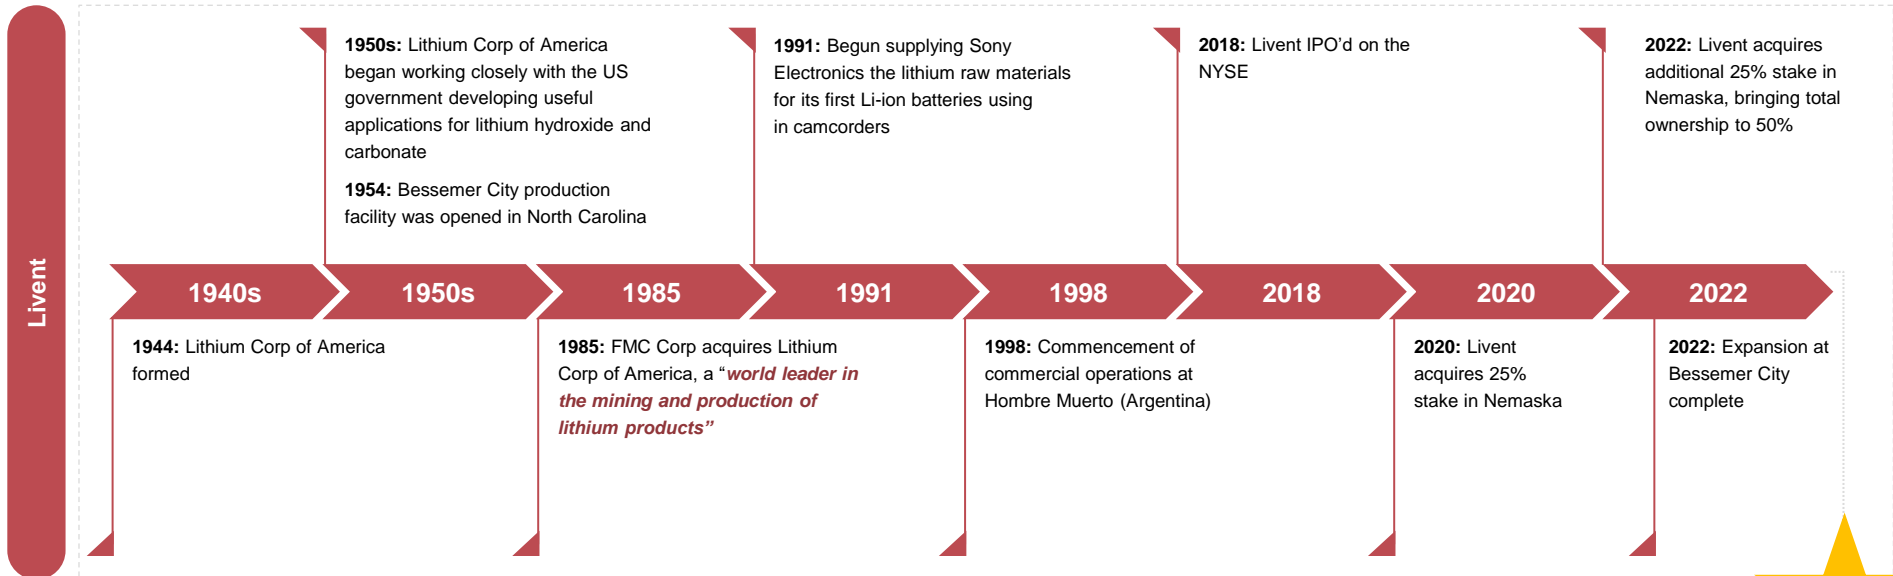 Livent
1950s: Lithium Corp of America
began working closely with the US
government developing useful
applications for lithium hydroxide and
carbonate
1954: Bessemer City production
facility was opened in North Carolina
1991: Begun supplying Sony
Electronics the lithium raw materials
for its first Li-ion batteries using
in camcorders
2018: Livent IPO’d on the
NYSE
2022: Livent acquires
additional 25% stake in
Nemaska, bringing total
ownership to 50%
1940s
1950s
1985
1991
1998
2018
2020
2022
1944: Lithium Corp of America
formed
1985: FMC Corp acquires Lithium
Corp of America, a “world leader in
the mining and production of
lithium products”
1998: Commencement of
commercial operations at
Hombre Muerto (Argentina)
2020: Livent
acquires 25%
stake in Nemaska
2022: Expansion at
Bessemer City
complete